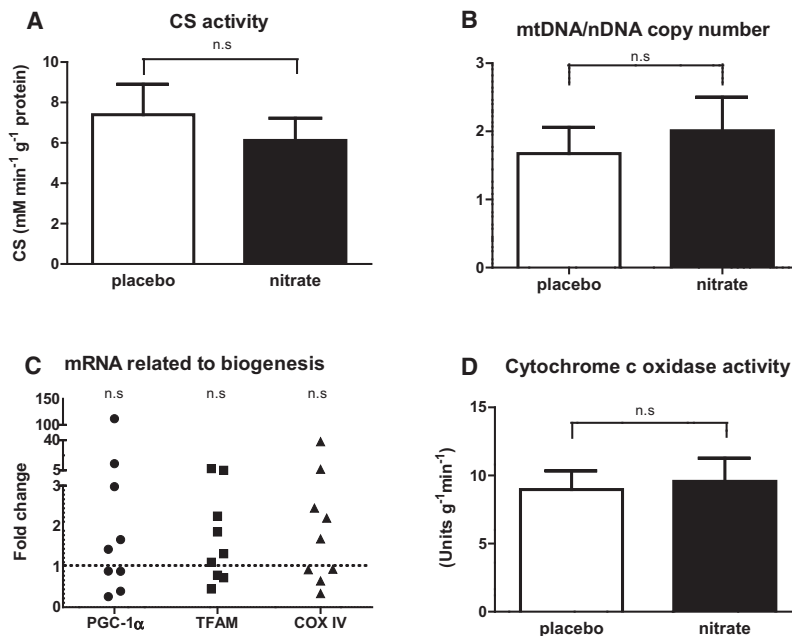 A
CS activity
n.s
10
8
6
4
2
0
CS (mM min⁻¹ g⁻¹ protein)
placebo nitrate
B
mtDNA/nDNA copy number
n.s
3
2
1
0
placebo nitrate
C mRNA related to biogenesis
n.s n.s n.s
150
100
40
5
3
2
1
0
Fold change
PGC-1α TFAM COX IV
D Cytochrome c oxidase activity
n.s
15
10
5
0
(Units g⁻¹min⁻¹)
placebo nitrate